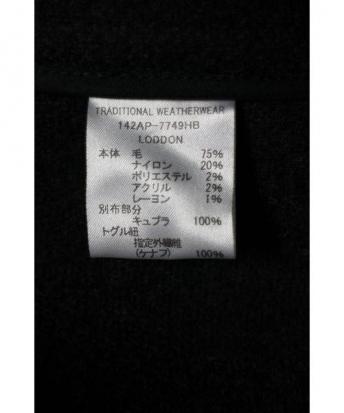 TRADITIONAL WEATHERWEAR
142AP-7749HB
LODDON
本体 毛 75%
ナイロン 20%
ポリエステル 2%
アクリル 2%
レーヨン 1%
別布部分
キュプラ 100%
トグル紐
指定外繊維
(ケナフ) 100%